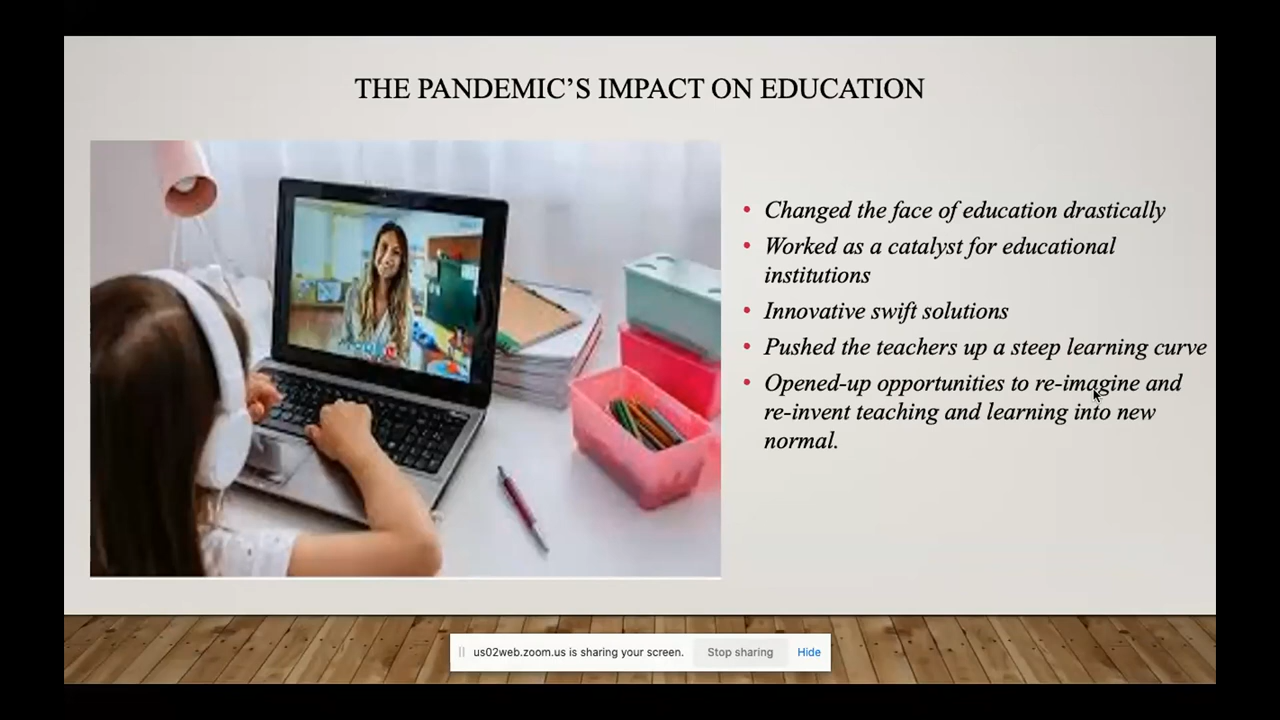 THE PANDEMIC’S IMPACT ON EDUCATION
• Changed the face of education drastically
• Worked as a catalyst for educational
institutions
• Innovative swift solutions
• Pushed the teachers up a steep learning curve
• Opened-up opportunities to re-imagine and
re-invent teaching and learning into new
normal.
us02web.zoom.us is sharing your screen. Stop sharing Hide